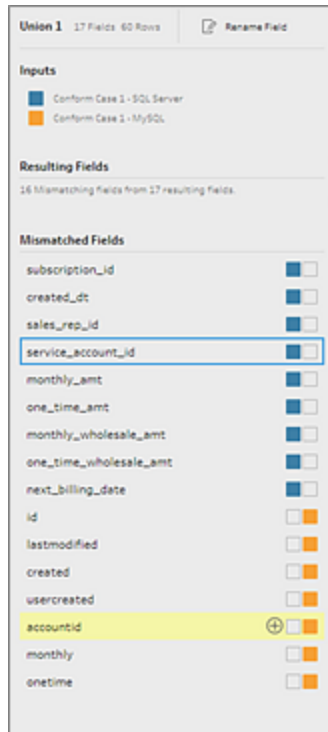 Union 1 17 Fields 60 Rows Rename Field
Inputs
Conform Case 1 - SQL Server
Conform Case 1 - MySQL
Resulting Fields
16 Mismatching fields from 17 resulting fields.
Mismatched Fields
subscription_id
created_dt
sales_rep_id
service_account_id
monthly_amt
one_time_amt
monthly_wholesale_amt
one_time_wholesale_amt
next_billing_date
id
lastmodified
created
usercreated
accountid
monthly
onetime